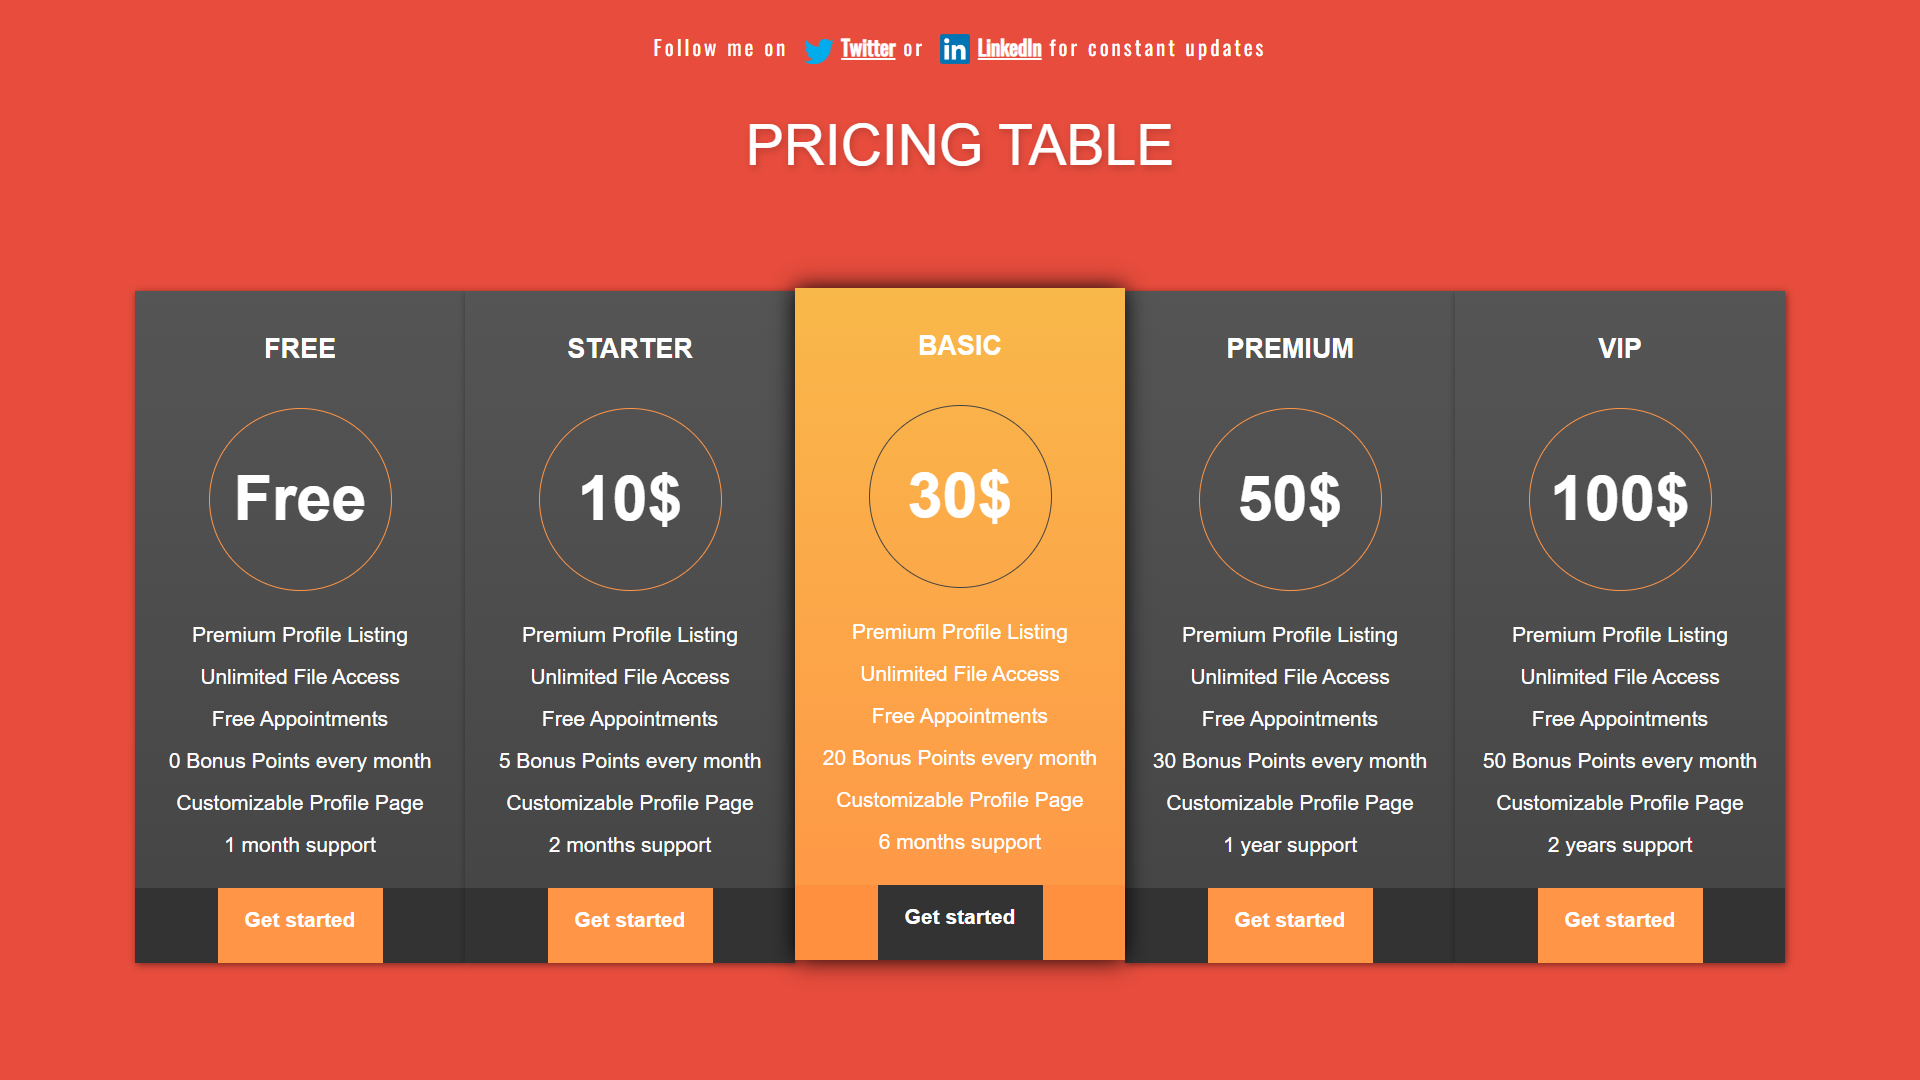 Follow me on Twitter or in LinkedIn for constant updates
PRICING TABLE
FREE
Free
Premium Profile Listing
Unlimited File Access
Free Appointments
0 Bonus Points every month
Customizable Profile Page
1 month support
Get started
STARTER
10$
Premium Profile Listing
Unlimited File Access
Free Appointments
5 Bonus Points every month
Customizable Profile Page
2 months support
Get started
BASIC
30$
Premium Profile Listing
Unlimited File Access
Free Appointments
20 Bonus Points every month
Customizable Profile Page
6 months support
Get started
PREMIUM
50$
Premium Profile Listing
Unlimited File Access
Free Appointments
30 Bonus Points every month
Customizable Profile Page
1 year support
Get started
VIP
100$
Premium Profile Listing
Unlimited File Access
Free Appointments
50 Bonus Points every month
Customizable Profile Page
2 years support
Get started